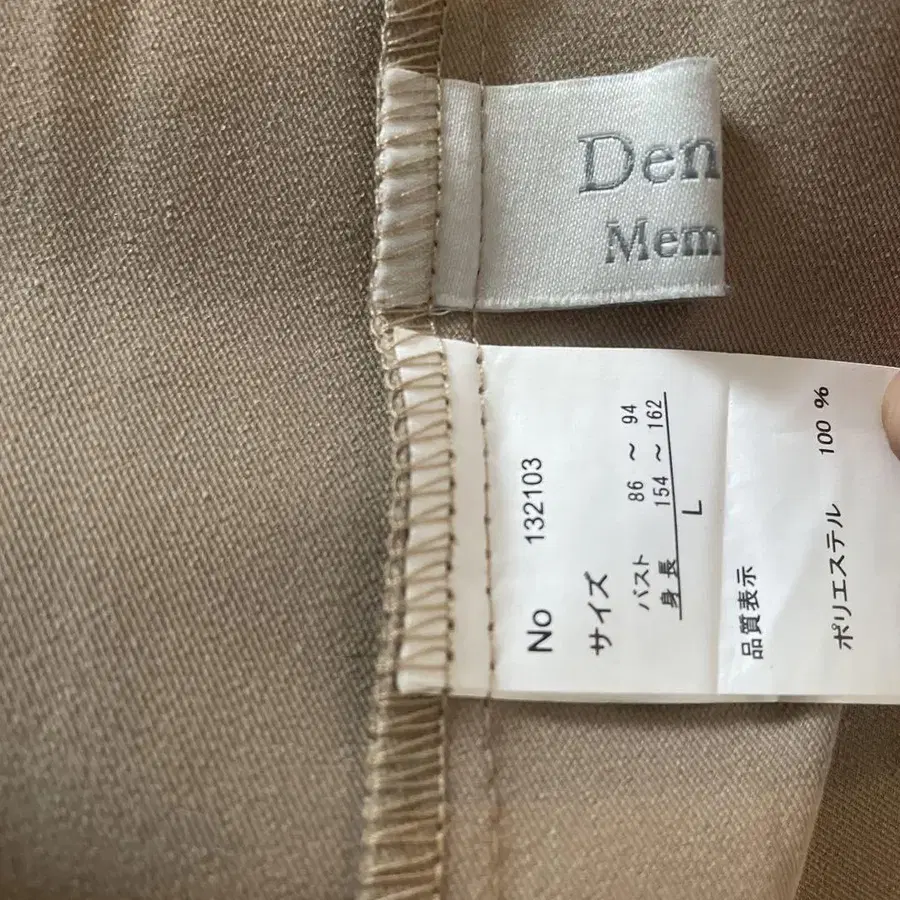 Den
Mem
No 132103
サイズ
バスト 86 ~ 94
身長 154 ~ 162
L
品質表示
ポリエステル 100 %